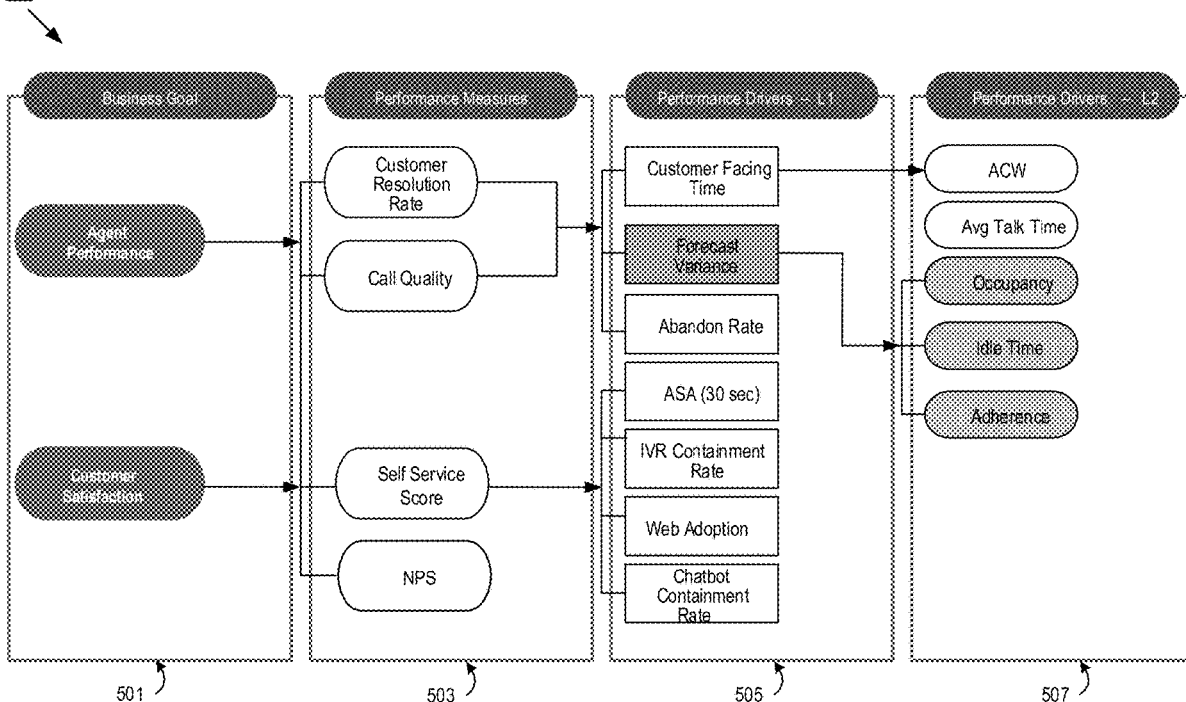 Business Goal
Performance Measures
Performance Drivers - L1
Performance Drivers - L2
Agent
Performance
Customer
Satisfaction
Customer
Resolution
Rate
Call Quality
Self Service
Score
NPS
Customer Facing
Time
Forecast
Variance
Abandon Rate
ASA (30 sec)
IVR Containment
Rate
Web Adoption
Chatbot
Containment
Rate
ACW
Avg Talk Time
Occupancy
Idle Time
Adherence
501
503
505
507